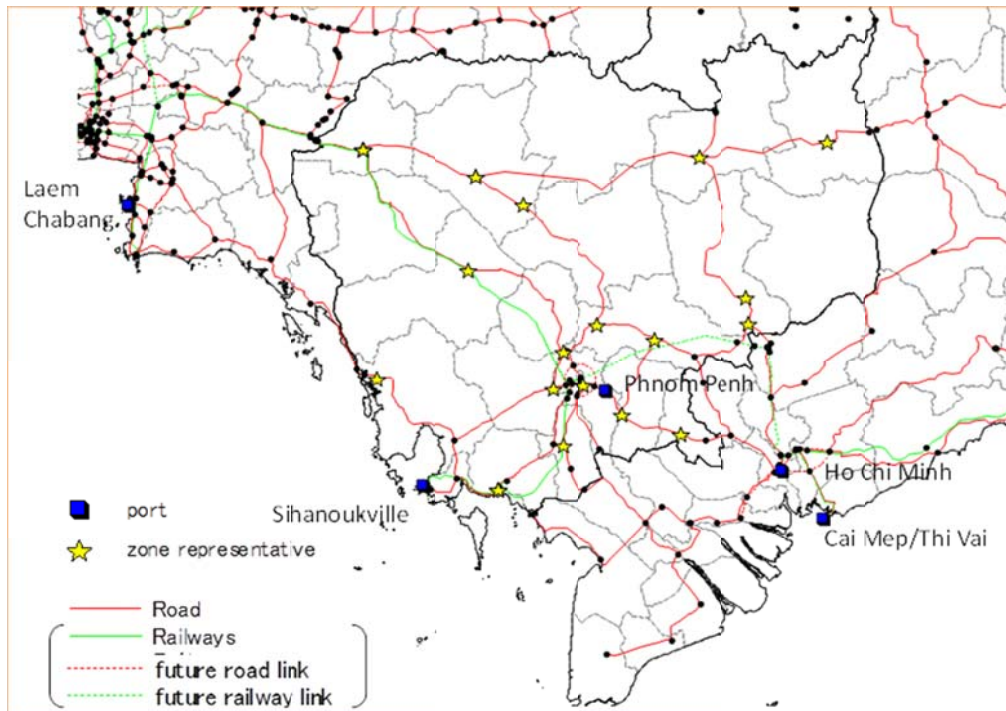 Laem
Chabang
Phnom Penh
Ho Chi Minh
Sihanoukville
Cai Mep/Thi Vai
port
zone representative
Road
Railways
future road link
future railway link